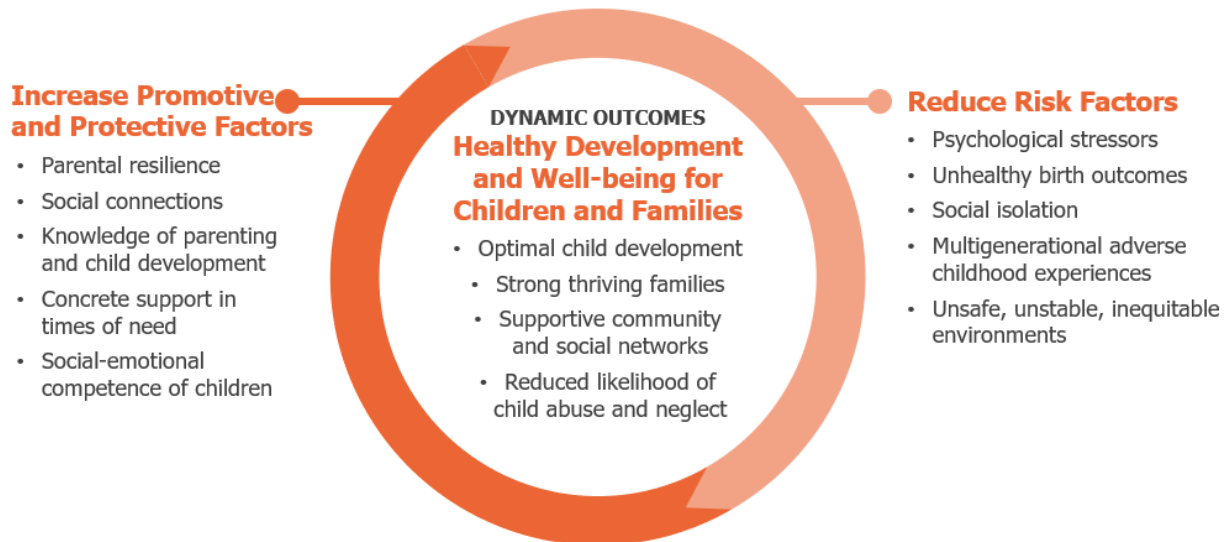 Increase Promotive
and Protective Factors
• Parental resilience
• Social connections
• Knowledge of parenting
and child development
• Concrete support in
times of need
• Social-emotional
competence of children
DYNAMIC OUTCOMES
Healthy Development
and Well-being for
Children and Families
• Optimal child development
• Strong thriving families
• Supportive community
and social networks
• Reduced likelihood of
child abuse and neglect
Reduce Risk Factors
• Psychological stressors
• Unhealthy birth outcomes
• Social isolation
• Multigenerational adverse
childhood experiences
• Unsafe, unstable, inequitable
environments